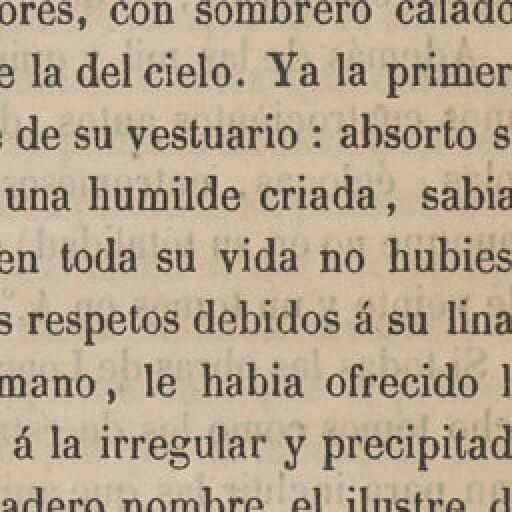 ores, con sombrero calado
e la del cielo. Ya la primer
e de su vestuario : absorto s
una humilde criada, sabia
en toda su vida no hubies
s respetos debidos á su lina
mano, le habia ofrecido l
á la irregular y precipitad
adero nombre, el ilustre d